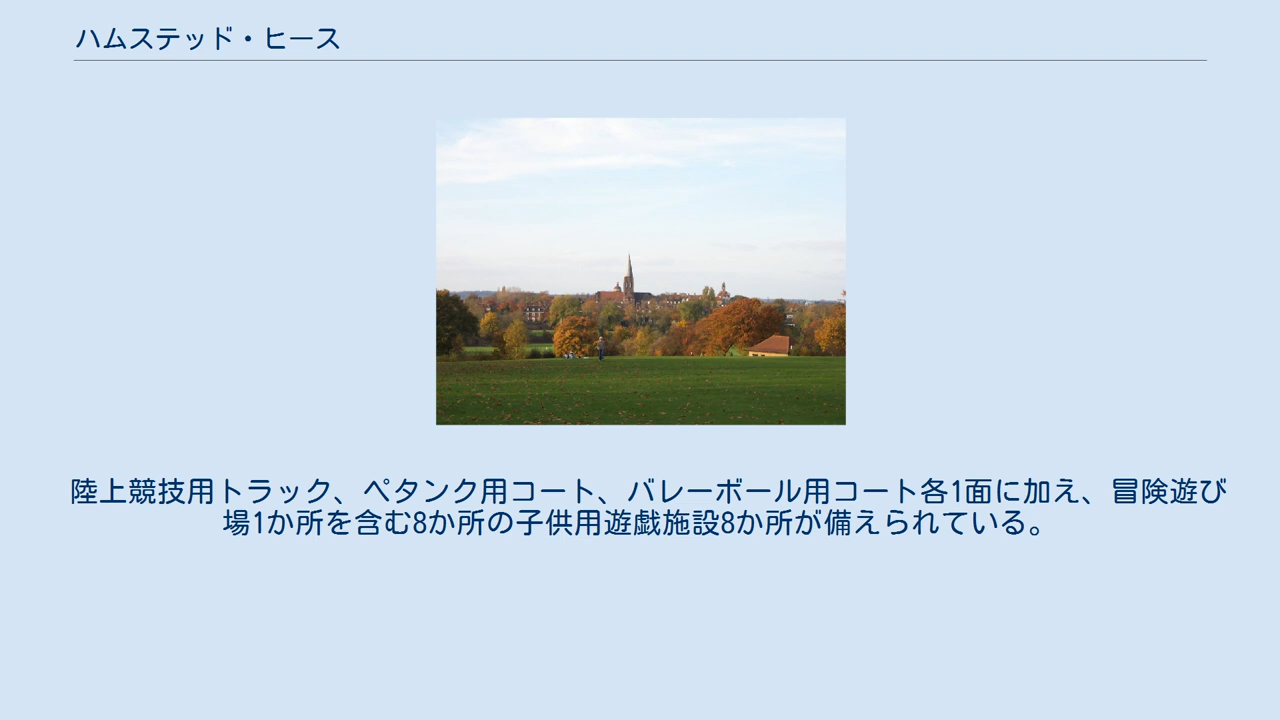 ハムステッド・ヒース
陸上競技用トラック、ペタンク用コート、バレーボール用コート各1面に加え、冒険遊び
場1か所を含む8か所の子供用遊戯施設8か所が備えられている。